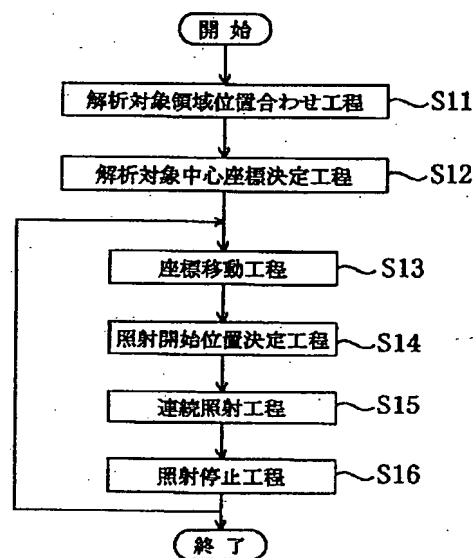 開 始
解析対象領域位置合わせ工程 S11
解析対象中心座標決定工程 S12
座標移動工程 S13
照射開始位置決定工程 S14
連続照射工程 S15
照射停止工程 S16
終 了